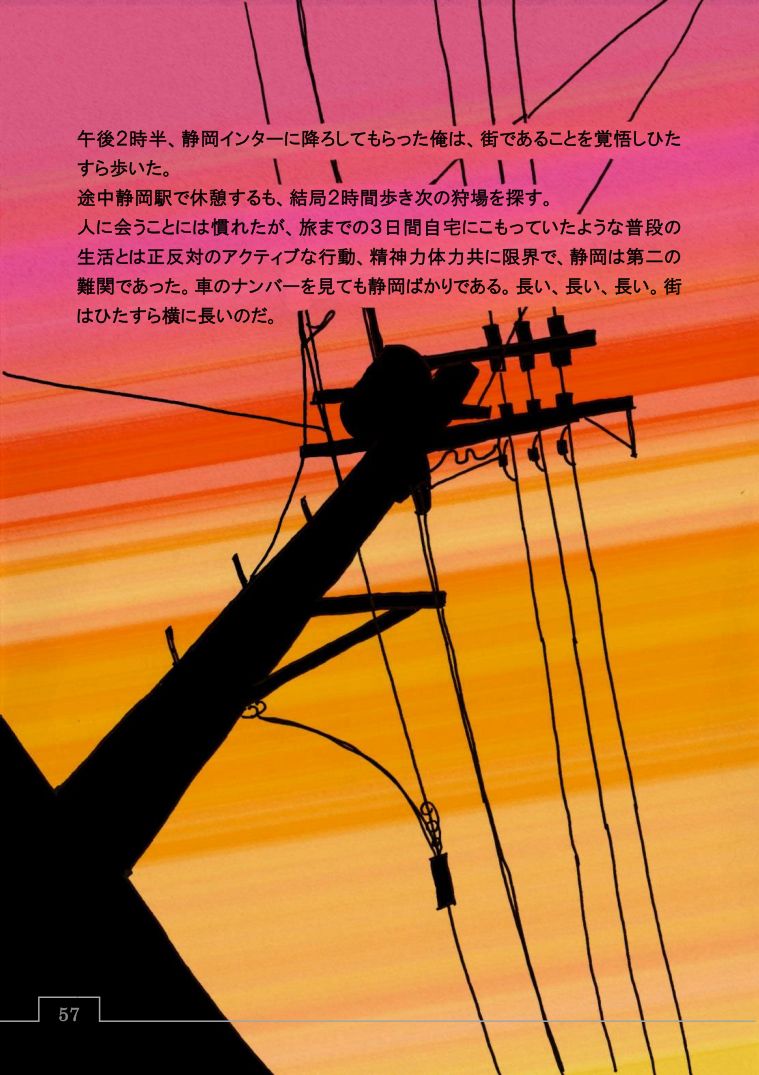 午後2時半、静岡インターに降ろしてもらった俺は、街であることを覚悟しひた
すら歩いた。
途中静岡駅で休憩するも、結局2時間歩き次の狩場を探す。
人に会うことには慣れたが、旅までの3日間自宅にこもっていたような普段の
生活とは正反対のアクティブな行動、精神力体力共に限界で、静岡は第二の
難関であった。車のナンバーを見ても静岡ばかりである。長い、長い、長い。街
はひたすら横に長いのだ。
57